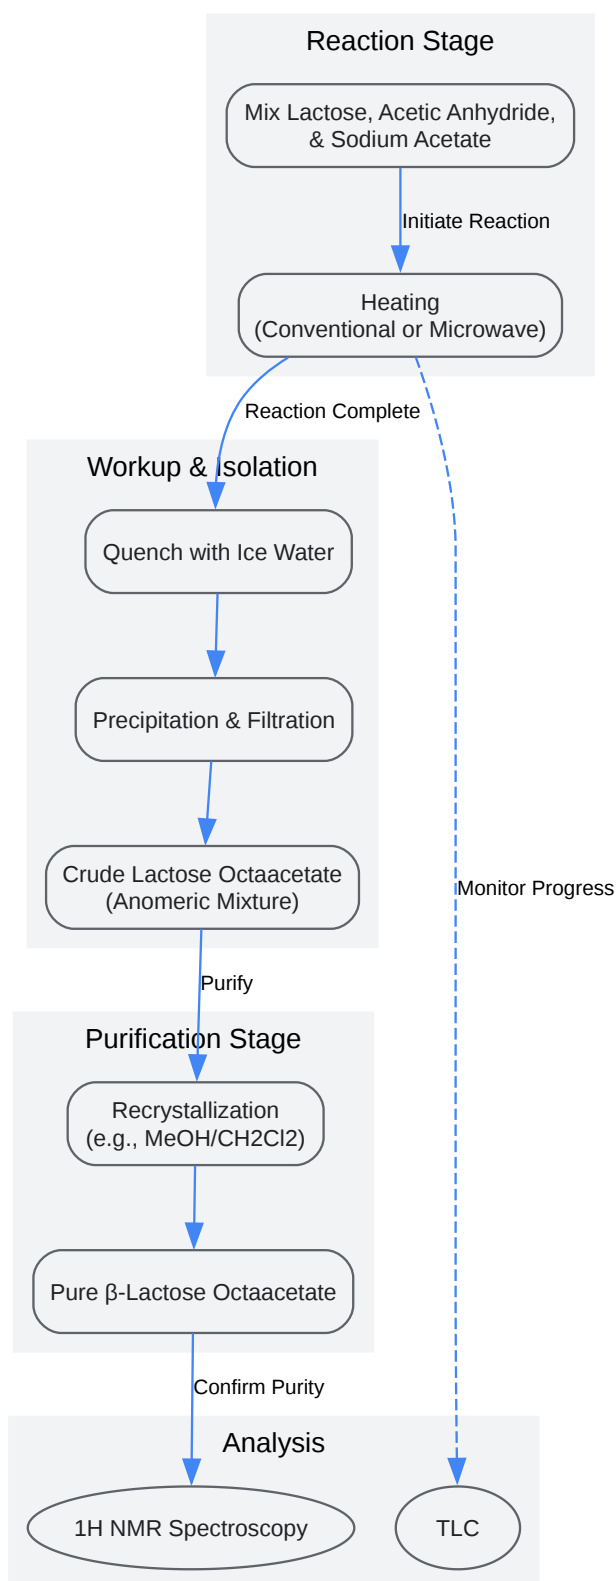 Reaction Stage
Mix Lactose, Acetic Anhydride,
& Sodium Acetate
Initiate Reaction
Heating
(Conventional or Microwave)
Reaction Complete
Workup & Isolation
Quench with Ice Water
Precipitation & Filtration
Crude Lactose Octaacetate
(Anomeric Mixture)
Monitor Progress
Purify
Purification Stage
Recrystallization
(e.g., MeOH/CH2Cl2)
Pure β-Lactose Octaacetate
Confirm Purity
Analysis
1H NMR Spectroscopy
TLC